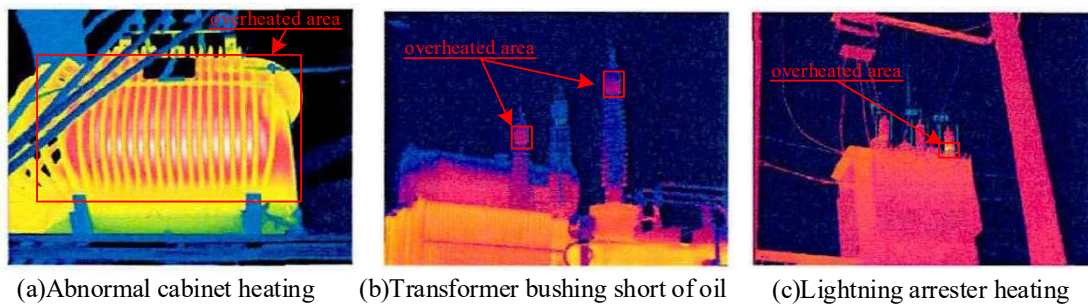 overheated area
overheated area
overheated area
(a)Abnormal cabinet heating
(b)Transformer bushing short of oil
(c)Lightning arrester heating